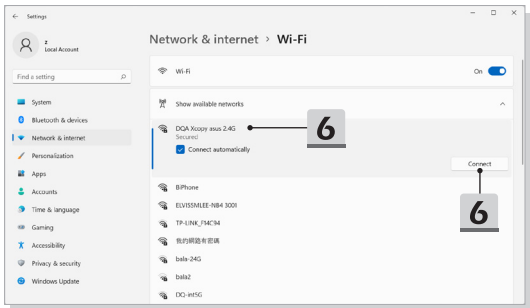 Settings
z
Local Account
Find a setting
System
Bluetooth & devices
Network & internet
Personalization
Apps
Accounts
Time & language
Gaming
Accessibility
Privacy & security
Windows Update
Network & internet > Wi-Fi
Wi-Fi
On
Show available networks
DQA Xcopy asus 2.4G
Secured
Connect automatically
6
Connect
6
BiPhone
ELVISSMLEE-NB4 3001
TP-LINK_F14C94
我的網路有密碼
bala-24G
bala2
DQ-int5G